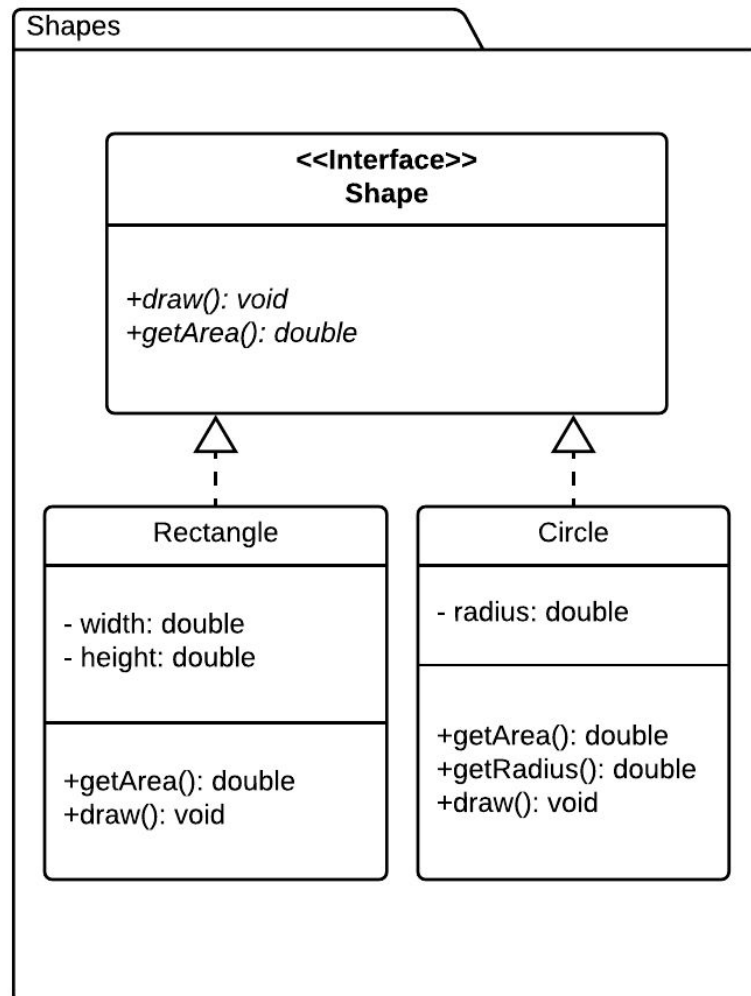 Shapes
<<Interface>>
Shape
+draw(): void
+getArea(): double
Rectangle
- width: double
- height: double
+getArea(): double
+draw(): void
Circle
- radius: double
+getArea(): double
+getRadius(): double
+draw(): void